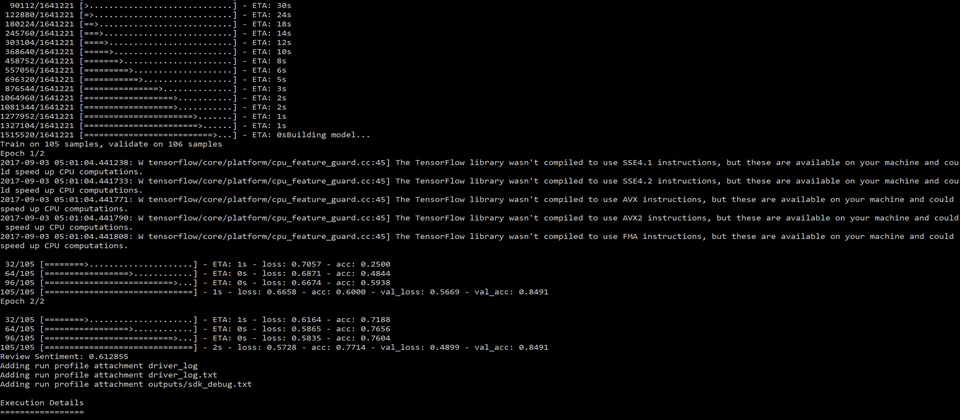 90112/1641221 [>.............................] - ETA: 30s
122880/1641221 [=>............................] - ETA: 24s
180224/1641221 [==>...........................] - ETA: 18s
245760/1641221 [===>..........................] - ETA: 14s
303104/1641221 [====>.........................] - ETA: 12s
368640/1641221 [=====>........................] - ETA: 10s
458752/1641221 [=======>......................] - ETA: 8s
557056/1641221 [=========>....................] - ETA: 6s
696320/1641221 [===========>..................] - ETA: 5s
876544/1641221 [===============>..............] - ETA: 3s
1064960/1641221 [==================>...........] - ETA: 2s
1081344/1641221 [==================>...........] - ETA: 2s
1277952/1641221 [======================>.......] - ETA: 1s
1327104/1641221 [=======================>......] - ETA: 1s
1515520/1641221 [==========================>...] - ETA: 0sBuilding model...
Train on 105 samples, validate on 106 samples
Epoch 1/2
2017-09-03 05:01:04.441238: W tensorflow/core/platform/cpu_feature_guard.cc:45] The TensorFlow library wasn't compiled to use SSE4.1 instructions, but these are available on your machine and cou
ld speed up CPU computations.
2017-09-03 05:01:04.441733: W tensorflow/core/platform/cpu_feature_guard.cc:45] The TensorFlow library wasn't compiled to use SSE4.2 instructions, but these are available on your machine and cou
ld speed up CPU computations.
2017-09-03 05:01:04.441771: W tensorflow/core/platform/cpu_feature_guard.cc:45] The TensorFlow library wasn't compiled to use AVX instructions, but these are available on your machine and could
speed up CPU computations.
2017-09-03 05:01:04.441790: W tensorflow/core/platform/cpu_feature_guard.cc:45] The TensorFlow library wasn't compiled to use AVX2 instructions, but these are available on your machine and could
speed up CPU computations.
2017-09-03 05:01:04.441808: W tensorflow/core/platform/cpu_feature_guard.cc:45] The TensorFlow library wasn't compiled to use FMA instructions, but these are available on your machine and could
speed up CPU computations.
32/105 [========>.....................] - ETA: 1s - loss: 0.7057 - acc: 0.2500
64/105 [=================>............] - ETA: 0s - loss: 0.6871 - acc: 0.4844
96/105 [==========================>...] - ETA: 0s - loss: 0.6674 - acc: 0.5938
105/105 [==============================] - 1s - loss: 0.6658 - acc: 0.6000 - val_loss: 0.5669 - val_acc: 0.8491
Epoch 2/2
32/105 [========>.....................] - ETA: 1s - loss: 0.6164 - acc: 0.7188
64/105 [=================>............] - ETA: 0s - loss: 0.5865 - acc: 0.7656
96/105 [==========================>...] - ETA: 0s - loss: 0.5835 - acc: 0.7604
105/105 [==============================] - 2s - loss: 0.5728 - acc: 0.7714 - val_loss: 0.4899 - val_acc: 0.8491
Review Sentiment: 0.612855
Adding run profile attachment driver_log
Adding run profile attachment driver_log.txt
Adding run profile attachment outputs/sdk_debug.txt
Execution Details
=================